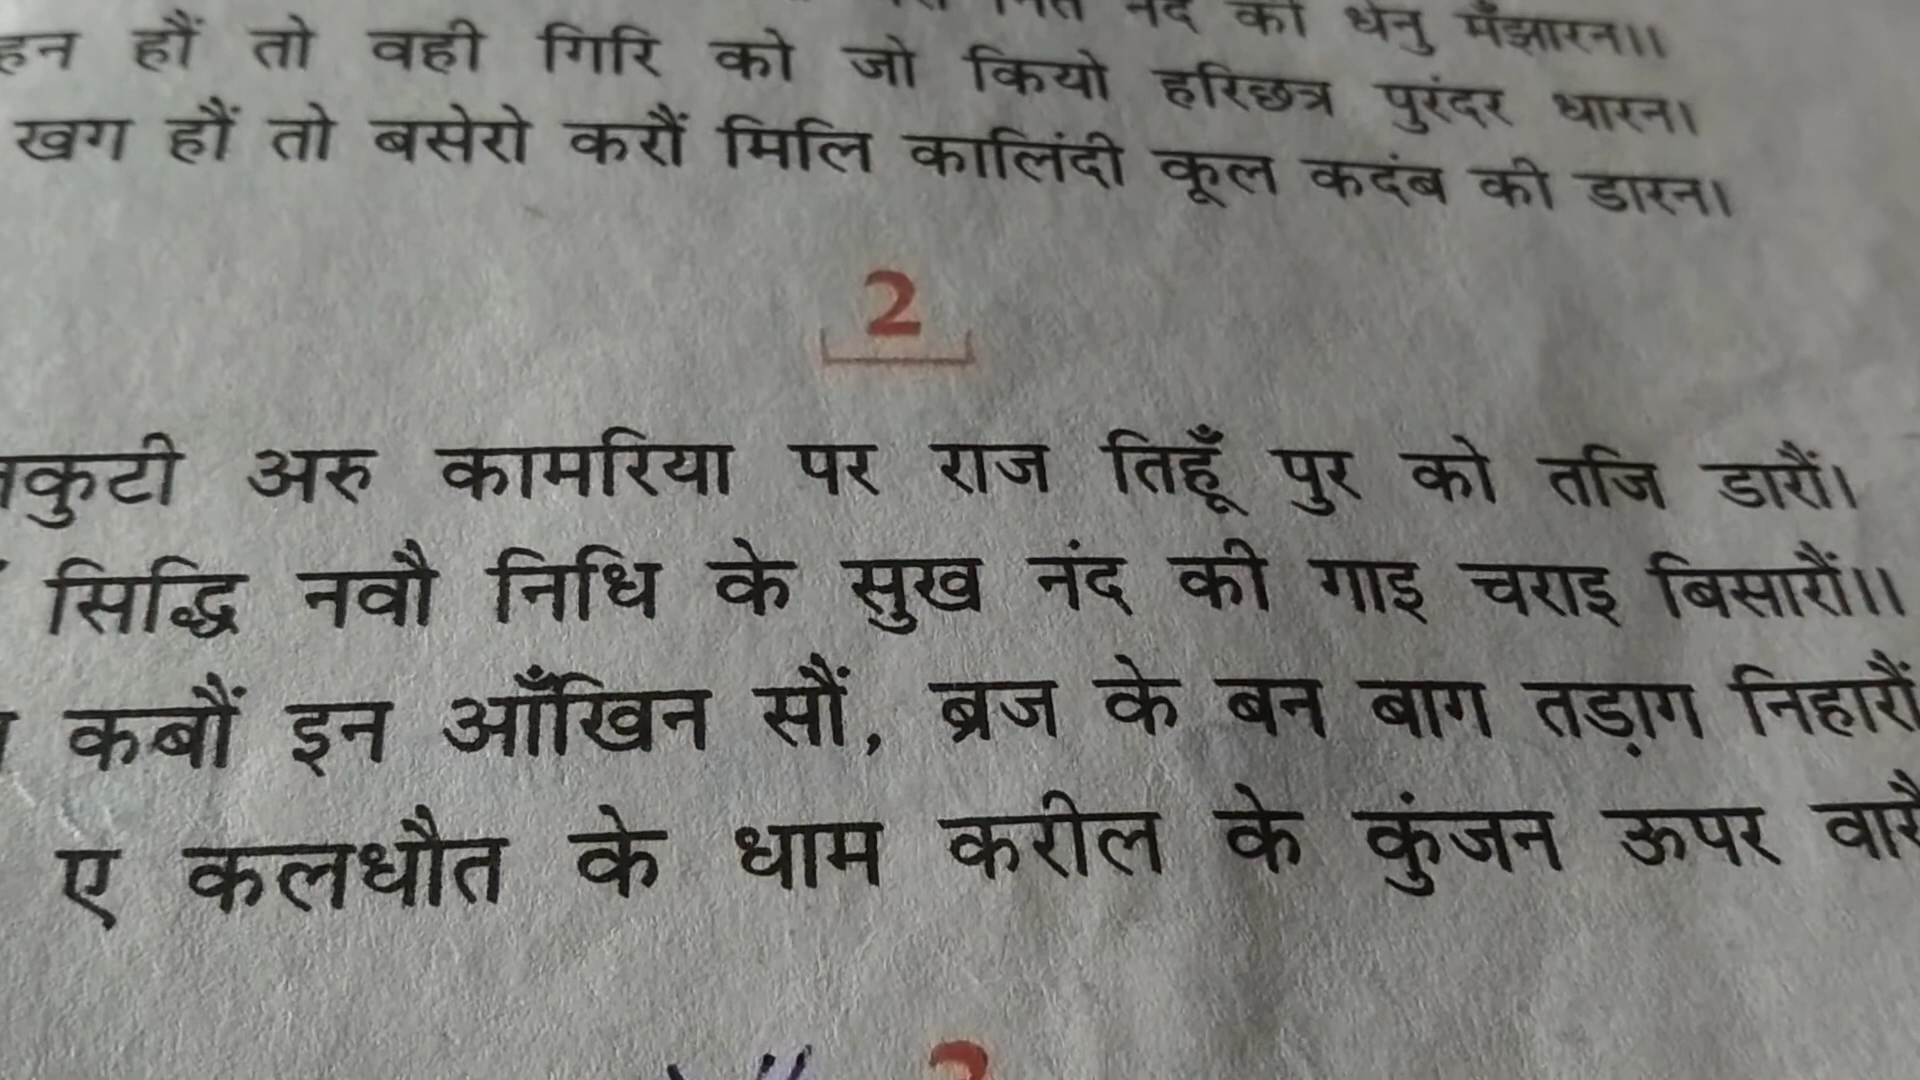 नंद की धेनु मँझारन।।
हौं तो वही गिरि को जो कियो हरिछत्र पुरंदर धारन।
खग हौं तो बसेरो करौं मिलि कालिंदी कूल कदंब की डारन।
2
अरु कामरिया पर राज तिहूँ पुर को तजि डारौं।
सिद्धि नवौ निधि के सुख नंद की गाइ चराइ बिसारौं।।
कबौं इन आँखिन सौं, ब्रज के बन बाग तड़ाग निहारौं
ए कलधौत के धाम करील के कुंजन ऊपर